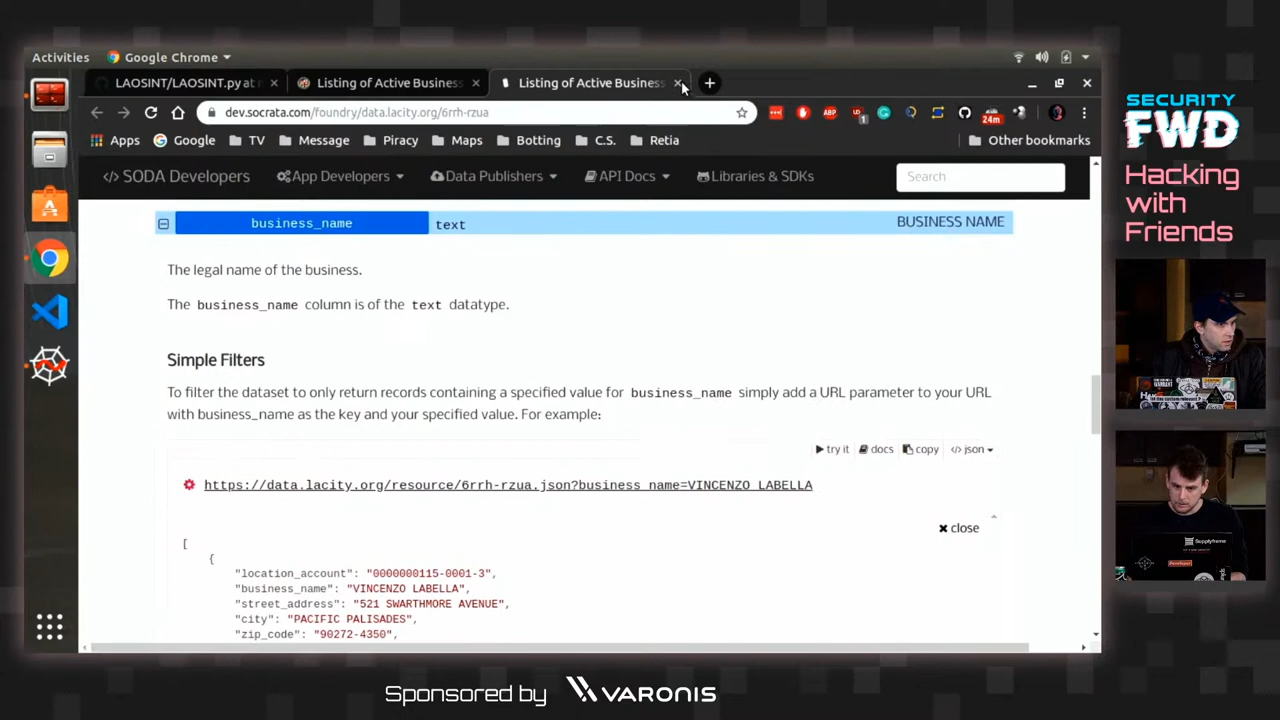 Activities
Google Chrome
LAOSINT/LAOSINT.py at
Listing of Active Business
Listing of Active Business
dev.socrata.com/foundry/data.lacity.org/6rrh-rzua
ABP
1
24m
Apps
Google
TV
Message
Piracy
Maps
Botting
C.S.
Retia
Other bookmarks
</> SODA Developers
App Developers
Data Publishers
API Docs
Libraries & SDKs
Search
business_name
text
BUSINESS NAME
The legal name of the business.
The business_name column is of the text datatype.
Simple Filters
To filter the dataset to only return records containing a specified value for business_name simply add a URL parameter to your URL
with business_name as the key and your specified value. For example:
try it
docs
copy
</> json
https://data.lacity.org/resource/6rrh-rzua.json?business_name=VINCENZO LABELLA
close
[
{
"location_account": "0000000115-0001-3",
"business_name": "VINCENZO LABELLA",
"street_address": "521 SWARTHMORE AVENUE",
"city": "PACIFIC PALISADES",
"zip_code": "90272-4350",
SECURITY
FWD
Hacking
with
Friends
Supplyframe
Sponsored by
VARONIS